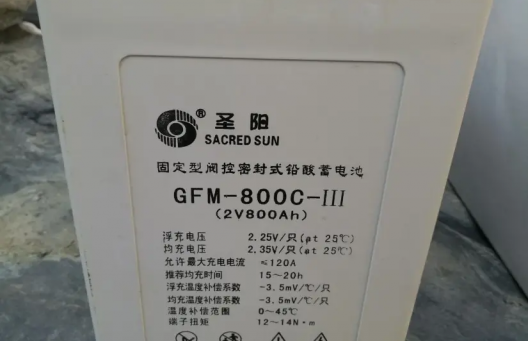 ® 圣阳
SACRED SUN
固定型阀控密封式铅酸蓄电池
GFM-800C-III
(2V800Ah)
浮充电压 2.25V/只(at 25℃)
均充电压 2.35V/只(at 25℃)
允许最大充电电流 ≤120A
推荐均充时间 15~20h
浮充温度补偿系数 -3.5mV/℃/只
均充温度补偿系数 -3.5mV/℃/只
温度补偿范围 0~45℃
端子扭矩 12~14N·m